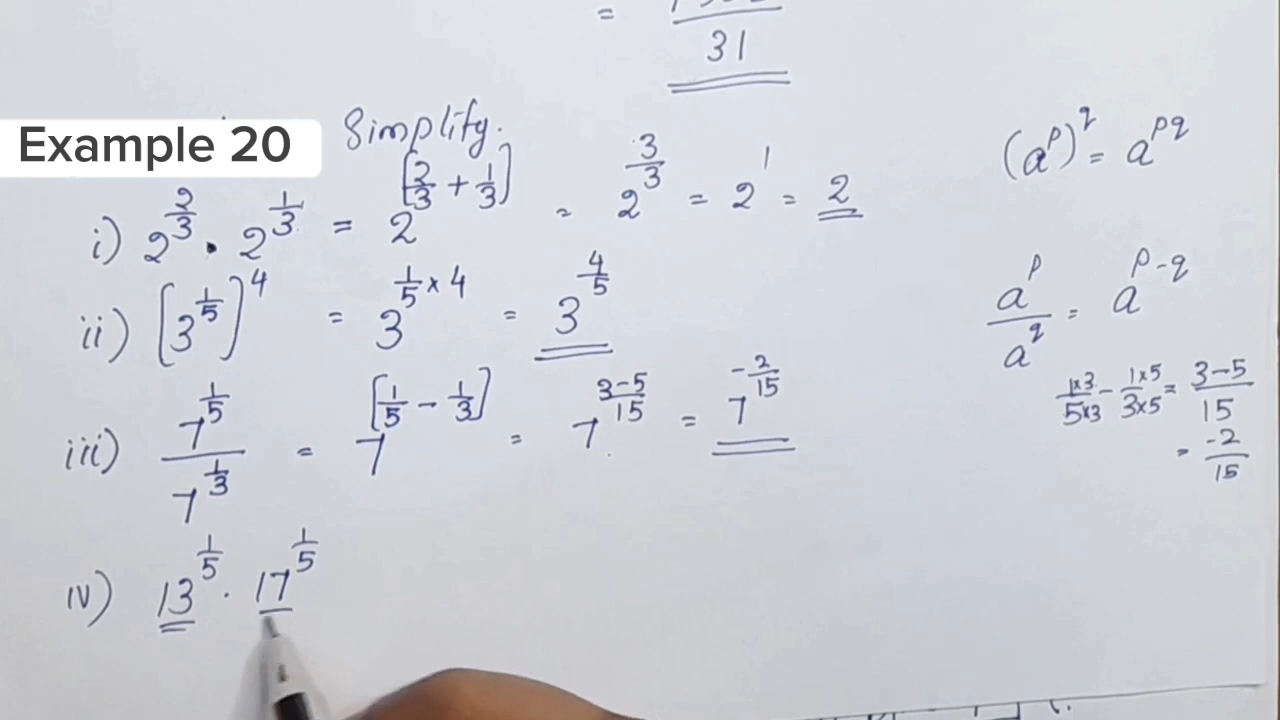 = 31
Example 20 Simplify.
i) 2^(2/3) . 2^(1/3) = 2^[2/3 + 1/3] = 2^(3/3) = 2^1 = 2
(a^p)^q = a^(pq)
ii) [3^(1/5)]^4 = 3^(1/5 × 4) = 3^(4/5)
a^p/a^q = a^(p-q)
iii) 7^(1/5)/7^(1/3) = 7^[1/5 - 1/3] = 7^((3-5)/15) = 7^(-2/15)
1×3/5×3 - 1×5/3×5 = 3-5/15
= -2/15
iv) 13^(1/5) . 17^(1/5)